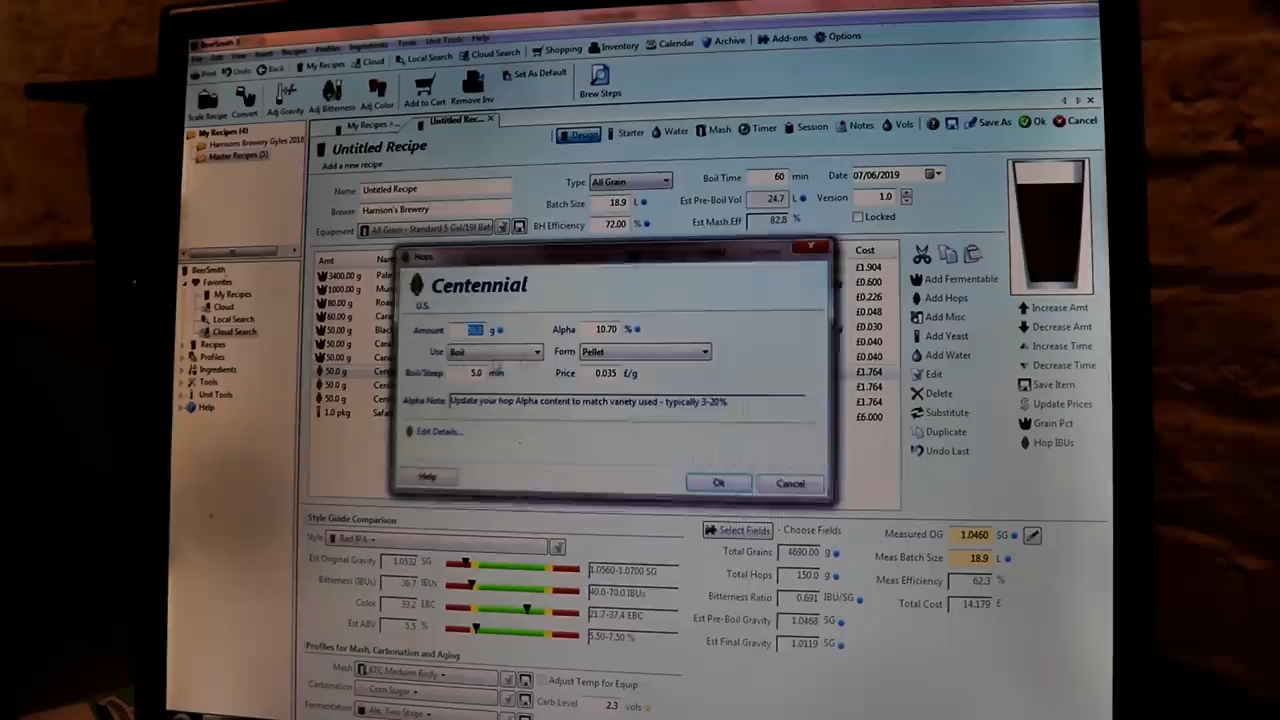 BeerSmith 3
File Edit View Insert Recipes Profiles Ingredients Tools Unit Tools Help
Print Undo Back My Recipes Cloud Local Search Cloud Search Shopping Inventory Calendar Archive Add-ons Options
Scale Recipe Convert Adj Gravity Adj Bitterness Adj Color Add to Cart Remove Inv Set As Default Brew Steps
My Recipes (4)
Harrisons Brewery Gyles 2018
Master Recipes (5)
My Recipes >... Untitled Rec...
Design Starter Water Mash Timer Session Notes Vols Save As Ok Cancel
Untitled Recipe
Add a new recipe
Name Untitled Recipe Type All Grain Boil Time 60 min Date 07/06/2019
Brewer Harrison's Brewery Batch Size 18.9 L Est Pre-Boil Vol 24.7 L Version 1.0
Equipment All Grain - Standard 5 Gal/19l Bat BH Efficiency 72.00 % Est Mash Eff 82.8 % Locked
BeerSmith
Favorites
My Recipes
Cloud
Local Search
Cloud Search
Recipes
Profiles
Ingredients
Tools
Unit Tools
Help
Amt Cost
3400.00 g Pale £1.904
1000.00 g £0.600
80.00 g £0.226
60.00 g £0.048
50.00 g £0.030
50.00 g £0.040
50.00 g £0.040
50.0 g £1.764
50.0 g £1.764
50.0 g £1.764
1.0 pkg £6.000
Hops
Centennial
U.S.
Amount g Alpha 10.70 %
Use Boil Form Pellet
Boil/Steep 5.0 min Price 0.035 £/g
Alpha Note: Update your hop Alpha content to match variety used - typically 3-20%
Edit Details...
Help Ok Cancel
Add Fermentable
Add Hops
Add Misc
Add Yeast
Add Water
Edit
Delete
Substitute
Duplicate
Undo Last
Increase Amt
Decrease Amt
Increase Time
Decrease Time
Save Item
Update Prices
Grain Pct
Hop IBUs
Style Guide Comparison
Style Red IPA
Est Original Gravity 1.0532 SG 1.0560-1.0700 SG
Bitterness (IBUs) 36.7 IBUs 40.0-70.0 IBUs
Color 33.2 EBC 21.7-37.4 EBC
Est ABV 5.5 % 5.50-7.50 %
Select Fields - Choose Fields
Total Grains 4690.00 g
Total Hops 150.0 g
Bitterness Ratio 0.691 IBU/SG
Est Pre-Boil Gravity 1.0468 SG
Est Final Gravity 1.0119 SG
Measured OG 1.0460 SG
Meas Batch Size 18.9 L
Meas Efficiency 62.3 %
Total Cost 14.179 £
Profiles for Mash, Carbonation and Aging
Mash 67C Medium Body Adjust Temp for Equip
Carbonation Corn Sugar Carb Level 2.3 vols
Fermentation Ale, Two Stage